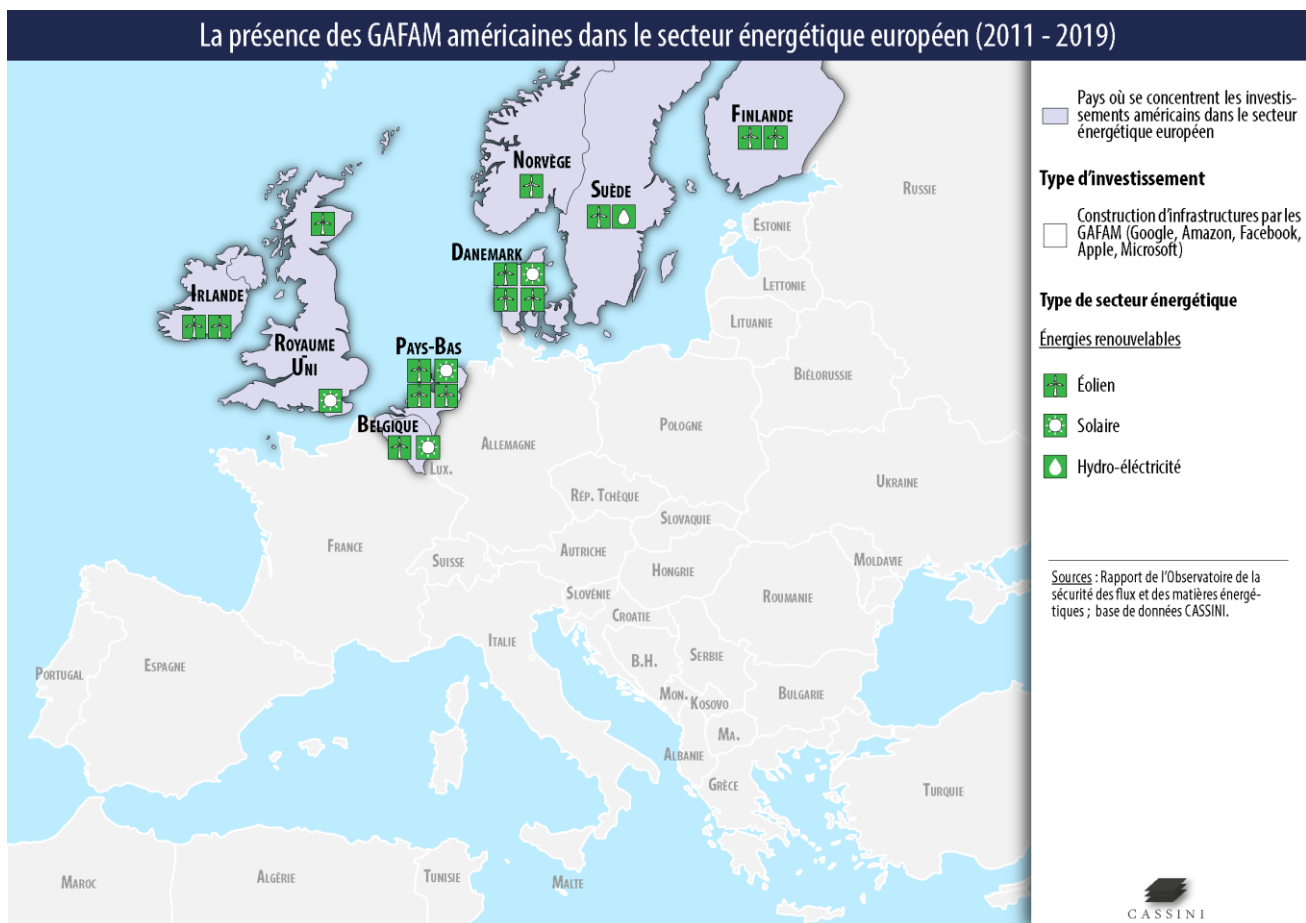 La présence des GAFAM américaines dans le secteur énergétique européen (2011 - 2019)
Finlande
Norvège
Suède
Russie
Estonie
Danemark
Lettonie
Irlande
Lituanie
Royaume
-
Uni
Pays-Bas
Biélorussie
Belgique
Pologne
Allemagne
Lux.
Ukraine
Rép. Tchèque
Slovaquie
France
Autriche
Suisse
Moldavie
Hongrie
Slovénie
Roumanie
Croatie
Italie
Serbie
B.H.
Espagne
Portugal
Mon.
Kosovo
Bulgarie
Ma.
Albanie
Grèce
Turquie
Maroc
Algérie
Tunisie
Malte
Pays où se concentrent les investis-
sements américains dans le secteur
énergétique européen
Type d'investissement
Construction d'infrastructures par les
GAFAM (Google, Amazon, Facebook,
Apple, Microsoft)
Type de secteur énergétique
Énergies renouvelables
Éolien
Solaire
Hydro-éléctricité
Sources : Rapport de l'Observatoire de la
sécurité des flux et des matières énergé-
tiques ; base de données CASSINI.
CASSINI